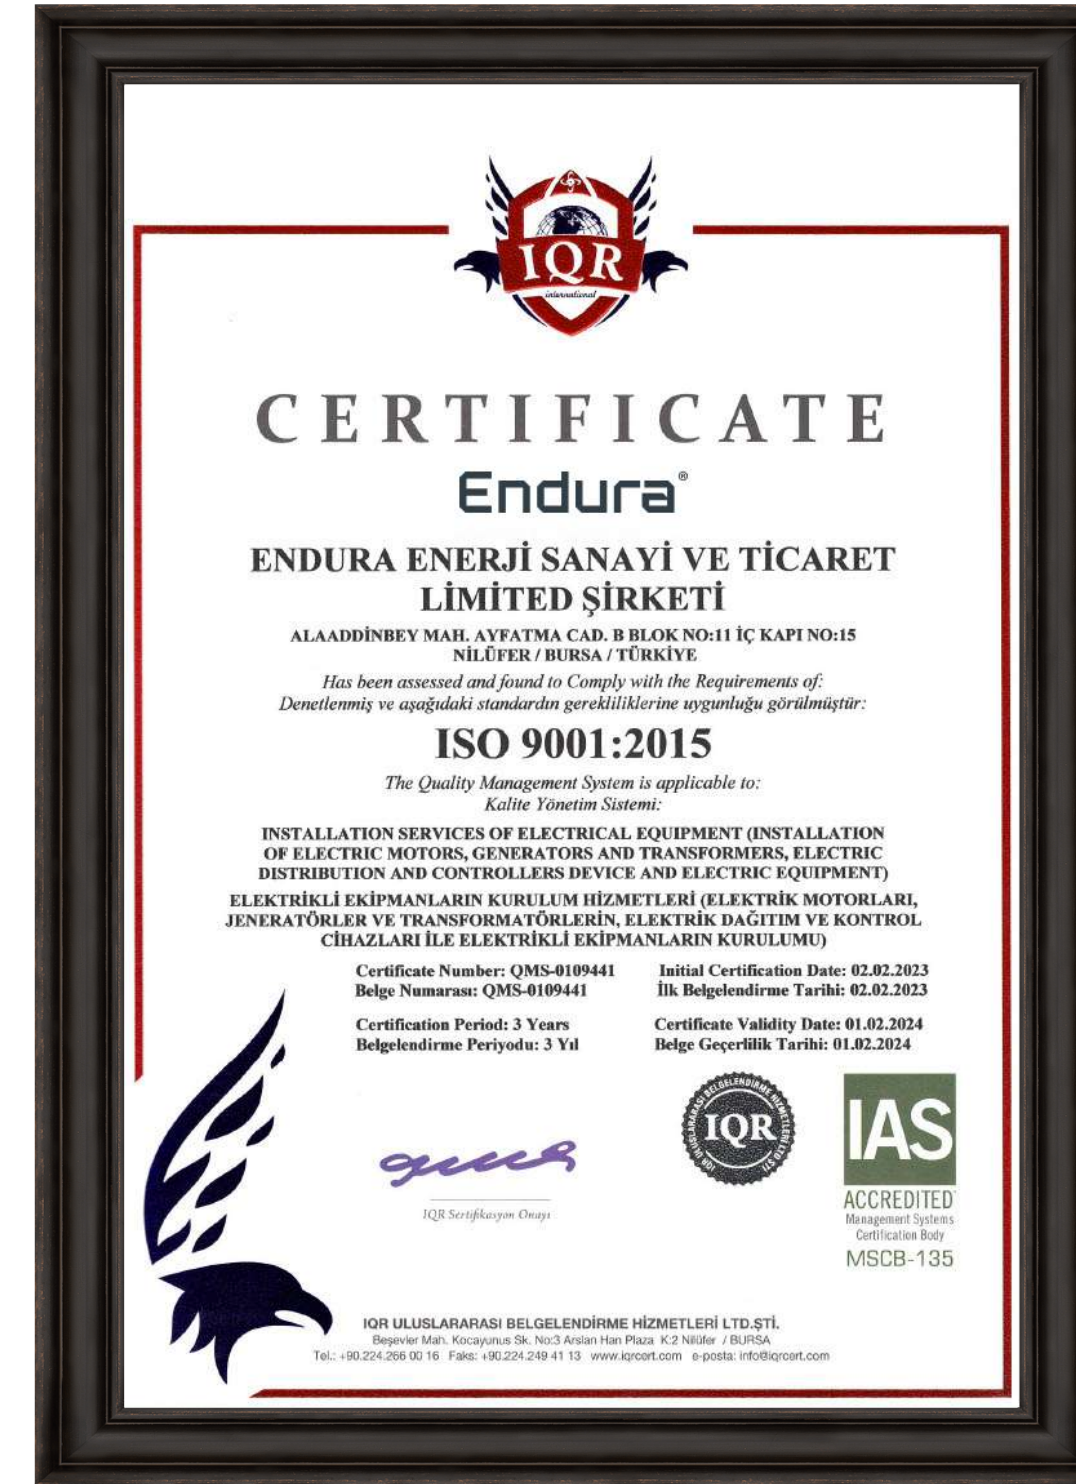 IQR
international
CERTIFICATE
Endura®
ENDURA ENERJİ SANAYİ VE TİCARET
LİMİTED ŞİRKETİ
ALAADDİNBEY MAH. AYFATMA CAD. B BLOK NO:11 İÇ KAPI NO:15
NİLÜFER / BURSA / TÜRKİYE
Has been assessed and found to Comply with the Requirements of:
Denetlenmiş ve aşağıdaki standardın gerekliliklerine uygunluğu görülmüştür:
ISO 9001:2015
The Quality Management System is applicable to:
Kalite Yönetim Sistemi:
INSTALLATION SERVICES OF ELECTRICAL EQUIPMENT (INSTALLATION
OF ELECTRIC MOTORS, GENERATORS AND TRANSFORMERS, ELECTRIC
DISTRIBUTION AND CONTROLLERS DEVICE AND ELECTRIC EQUIPMENT)
ELEKTRİKLİ EKİPMANLARIN KURULUM HİZMETLERİ (ELEKTRİK MOTORLARI,
JENERATÖRLER VE TRANSFORMATÖRLERİN, ELEKTRİK DAĞITIM VE KONTROL
CİHAZLARI İLE ELEKTRİKLİ EKİPMANLARIN KURULUMU)
Certificate Number: QMS-0109441
Belge Numarası: QMS-0109441
Initial Certification Date: 02.02.2023
İlk Belgelendirme Tarihi: 02.02.2023
Certification Period: 3 Years
Belgelendirme Periyodu: 3 Yıl
Certificate Validity Date: 01.02.2024
Belge Geçerlilik Tarihi: 01.02.2024
IQR Sertifikasyon Onayı
IQR ULUSLARARASI BELGELENDİRME HİZMETLERİ LTD ŞTİ
IQR
IAS
ACCREDITED
Management Systems
Certification Body
MSCB-135
IQR ULUSLARARASI BELGELENDİRME HİZMETLERİ LTD.ŞTİ.
Beşevler Mah. Kocayunus Sk. No:3 Arslan Han Plaza K:2 Nilüfer / BURSA
Tel.: +90.224.266 00 16 Faks: +90.224.249 41 13 www.iqrcert.com e-posta: info@iqrcert.com